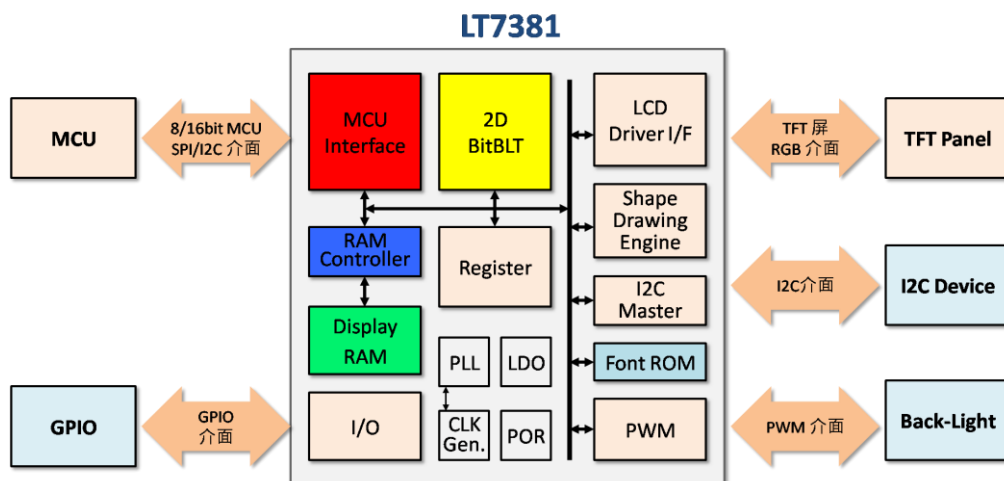 LT7381
MCU
8/16bit MCU
SPI/I2C 介面
MCU
Interface
2D
BitBLT
LCD
Driver I/F
TFT 屏
RGB 介面
TFT Panel
RAM
Controller
Register
Shape
Drawing
Engine
I2C
Master
I2C介面
I2C Device
Display
RAM
PLL
LDO
Font ROM
GPIO
GPIO
介面
I/O
CLK
Gen.
POR
PWM
PWM 介面
Back-Light